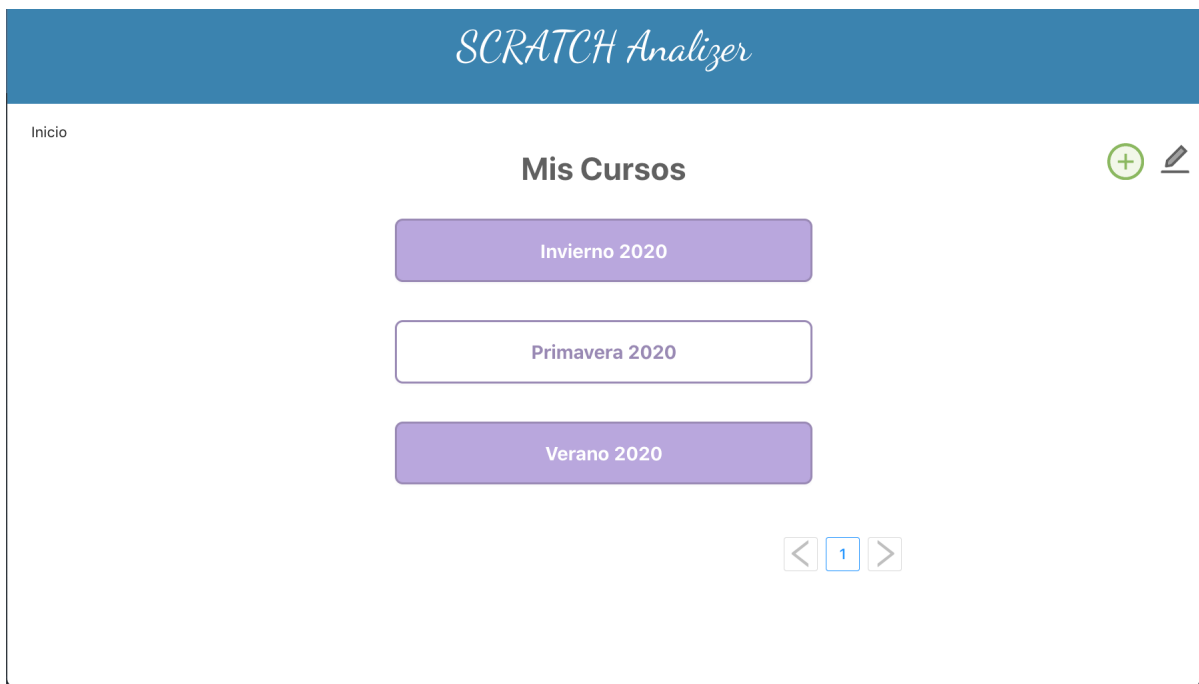 SCRATCH Analizer
Inicio
Mis Cursos
Invierno 2020
Primavera 2020
Verano 2020
1